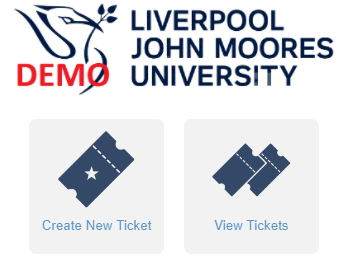 LIVERPOOL
JOHN MOORES
DEMO UNIVERSITY
Create New Ticket
View Tickets